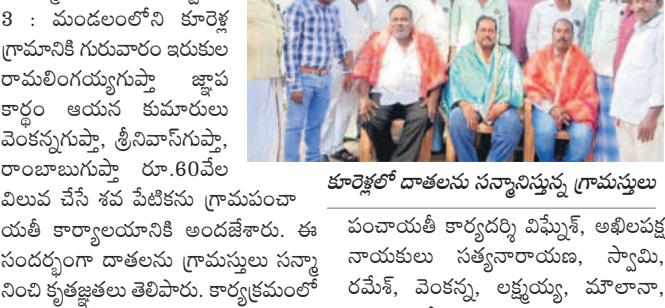 3 : మండలంలోని కూరెళ్ల
గ్రామానికి గురువారం ఇరుకుల
రామలింగయ్యగుప్తా జ్ఞాప
కార్థం ఆయన కుమారులు
వెంకన్నగుప్తా, శ్రీనివాస్‌గుప్తా,
రాంబాబుగుప్తా రూ.60వేల
విలువ చేసే శవ పేటికను గ్రామపంచా
యతీ కార్యాలయానికి అందజేశారు. ఈ
సందర్భంగా దాతలను గ్రామస్తులు సన్మా
నించి కృతజ్ఞతలు తెలిపారు. కార్యక్రమంలో
కూరెళ్లలో దాతలను సన్మానిస్తున్న గ్రామస్తులు
పంచాయతీ కార్యదర్శి విఘ్నేశ్, అఖిలపక్ష
నాయకులు సత్యనారాయణ, స్వామి,
రమేశ్, వెంకన్న, లక్ష్మయ్య, మౌలానా,